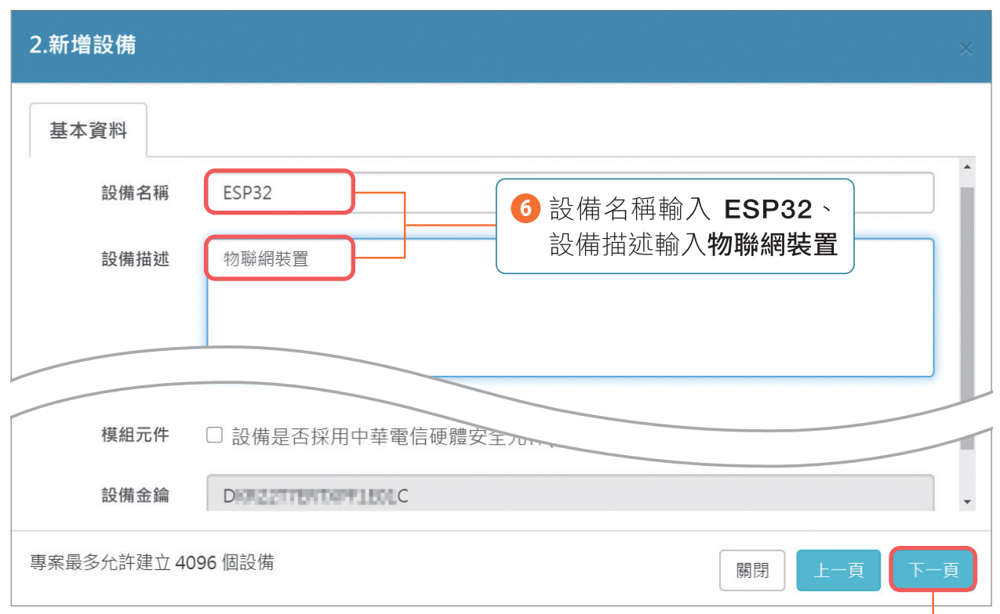 2.新增設備
×
基本資料
設備名稱
ESP32
6 設備名稱輸入 ESP32、
設備描述輸入物聯網裝置
設備描述
物聯網裝置
模組元件
設備是否採用中華電信硬體安全元件
設備金鑰
專案最多允許建立 4096 個設備
關閉
上一頁
下一頁